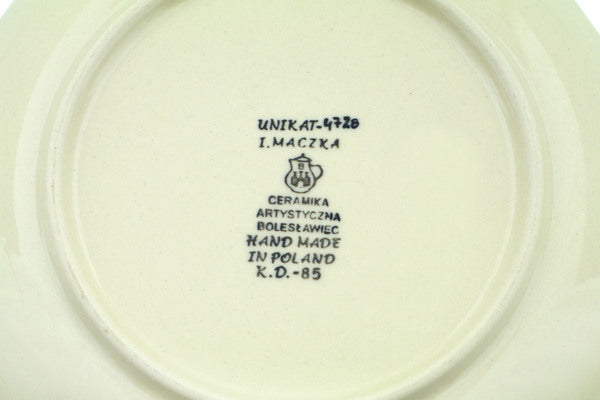 UNIKAT-4728
I. MACZKA
B
CERAMIKA
ARTYSTYCZNA
BOLESŁAWIEC
HAND MADE
IN POLAND
K.D.-85